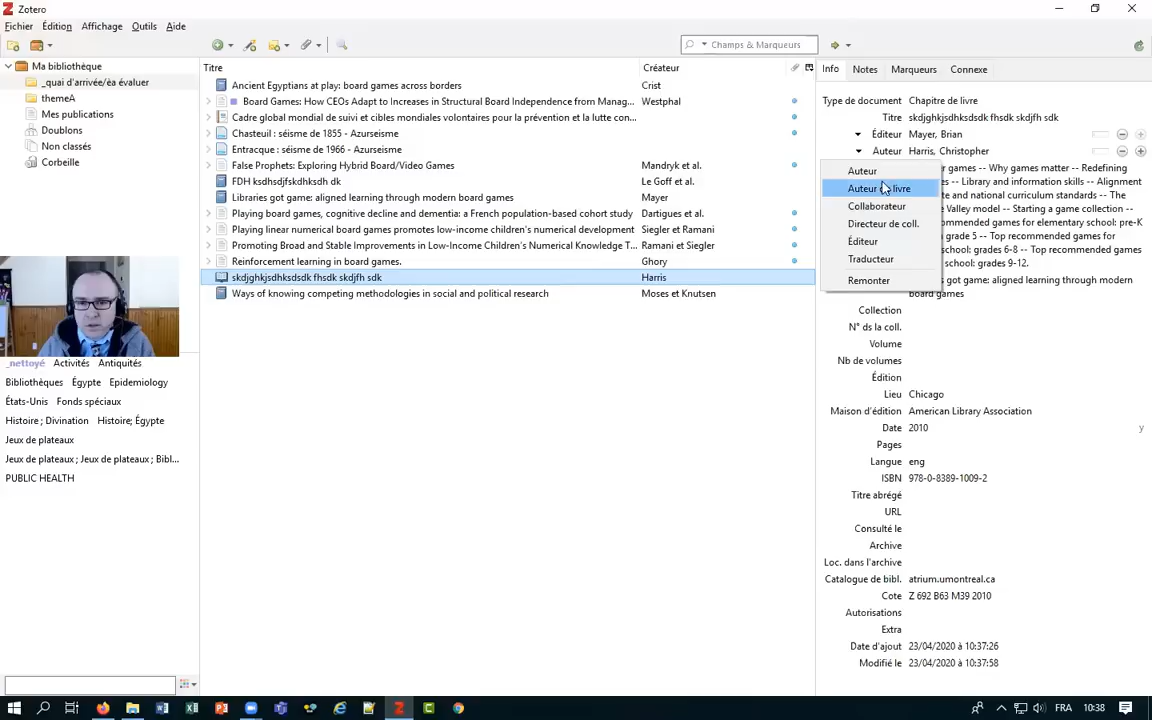 Zotero
Fichier Édition Affichage Outils Aide
Champs & Marqueurs
Ma bibliothèque
_quai d'arrivée/èa évaluer
themeA
Mes publications
Doublons
Non classés
Corbeille
_nettoyé Activités Antiquités
Bibliothèques Égypte Epidemiology
États-Unis Fonds spéciaux
Histoire ; Divination Histoire; Égypte
Jeux de plateaux
Jeux de plateaux ; Jeux de plateaux ; Bibl...
PUBLIC HEALTH
Titre Créateur
Ancient Egyptians at play: board games across borders Crist
Board Games: How CEOs Adapt to Increases in Structural Board Independence from Manag... Westphal
Cadre global mondial de suivi et cibles mondiales volontaires pour la prévention et la lutte con...
Chasteuil : séisme de 1855 - Azurseisme
Entracque : séisme de 1966 - Azurseisme
False Prophets: Exploring Hybrid Board/Video Games Mandryk et al.
FDH ksdhsdjfskdhksdh dk Le Goff et al.
Libraries got game: aligned learning through modern board games Mayer
Playing board games, cognitive decline and dementia: a French population-based cohort study Dartigues et al.
Playing linear numerical board games promotes low-income children's numerical development Siegler et Ramani
Promoting Broad and Stable Improvements in Low-Income Children's Numerical Knowledge T... Ramani et Siegler
Reinforcement learning in board games. Ghory
skdjghkjsdhksdsdk fhsdk skdjfh sdk Harris
Ways of knowing competing methodologies in social and political research Moses et Knutsen
Info Notes Marqueurs Connexe
Type de document Chapitre de livre
Titre skdjghkjsdhksdsdk fhsdk skdjfh sdk
Éditeur Mayer, Brian
Auteur Harris, Christopher
Auteur
Auteur de livre
Collaborateur
Directeur de coll.
Éditeur
Traducteur
Remonter
er games -- Why games matter -- Redefining
es -- Library and information skills -- Alignment
te and national curriculum standards -- The
Valley model -- Starting a game collection --
ommended games for elementary school: pre-K
grade 5 -- Top recommended games for
school: grades 6-8 -- Top recommended games
school: grades 9-12.
s got game: aligned learning through modern
board games
Collection
N° ds la coll.
Volume
Nb de volumes
Édition
Lieu Chicago
Maison d'édition American Library Association
Date 2010 y
Pages
Langue eng
ISBN 978-0-8389-1009-2
Titre abrégé
URL
Consulté le
Archive
Loc. dans l'archive
Catalogue de bibl. atrium.umontreal.ca
Cote Z 692 B63 M39 2010
Autorisations
Extra
Date d'ajout 23/04/2020 à 10:37:26
Modifié le 23/04/2020 à 10:37:58
FRA 10:38